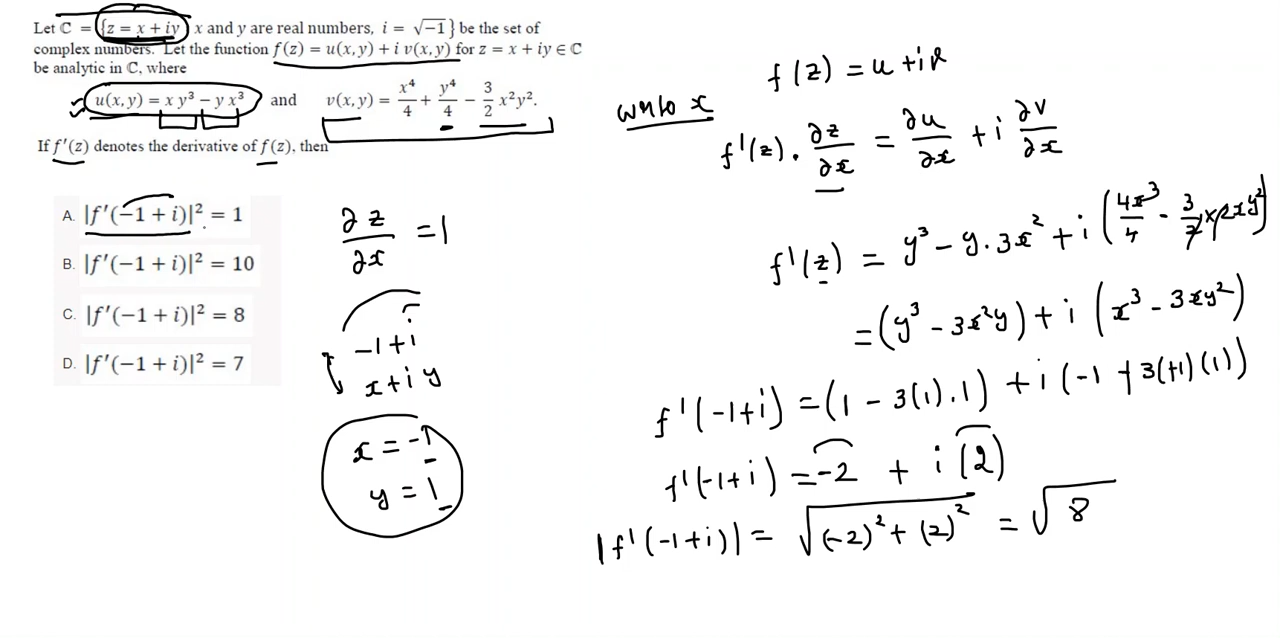 Let ℂ = {z = x + iy : x and y are real numbers, i = √−1} be the set of
complex numbers. Let the function f(z) = u(x, y) + i v(x, y) for z = x + iy ∈ ℂ
be analytic in ℂ, where
u(x, y) = x y³ − y x³ and v(x, y) = x⁴/4 + y⁴/4 − 3/2 x²y².
If f′(z) denotes the derivative of f(z), then
A. |f′(−1 + i)|² = 1
B. |f′(−1 + i)|² = 10
C. |f′(−1 + i)|² = 8
D. |f′(−1 + i)|² = 7
∂z/∂x = 1
−1+i
x+iy
x = −1
y = 1
f(z) = u+iv
wrto x
f'(z) . ∂z/∂x = ∂u/∂x + i ∂v/∂x
f'(z) = y³ − y.3x² + i (4x³/4 − 3/2 × 2xy²)
= (y³ − 3x²y) + i (x³ − 3xy²)
f'(−1+i) = (1 − 3(1).1) + i (−1 + 3(+1)(1))
f'(−1+i) = −2 + i (2)
|f'(−1+i)| = √(−2)² + (2)² = √8